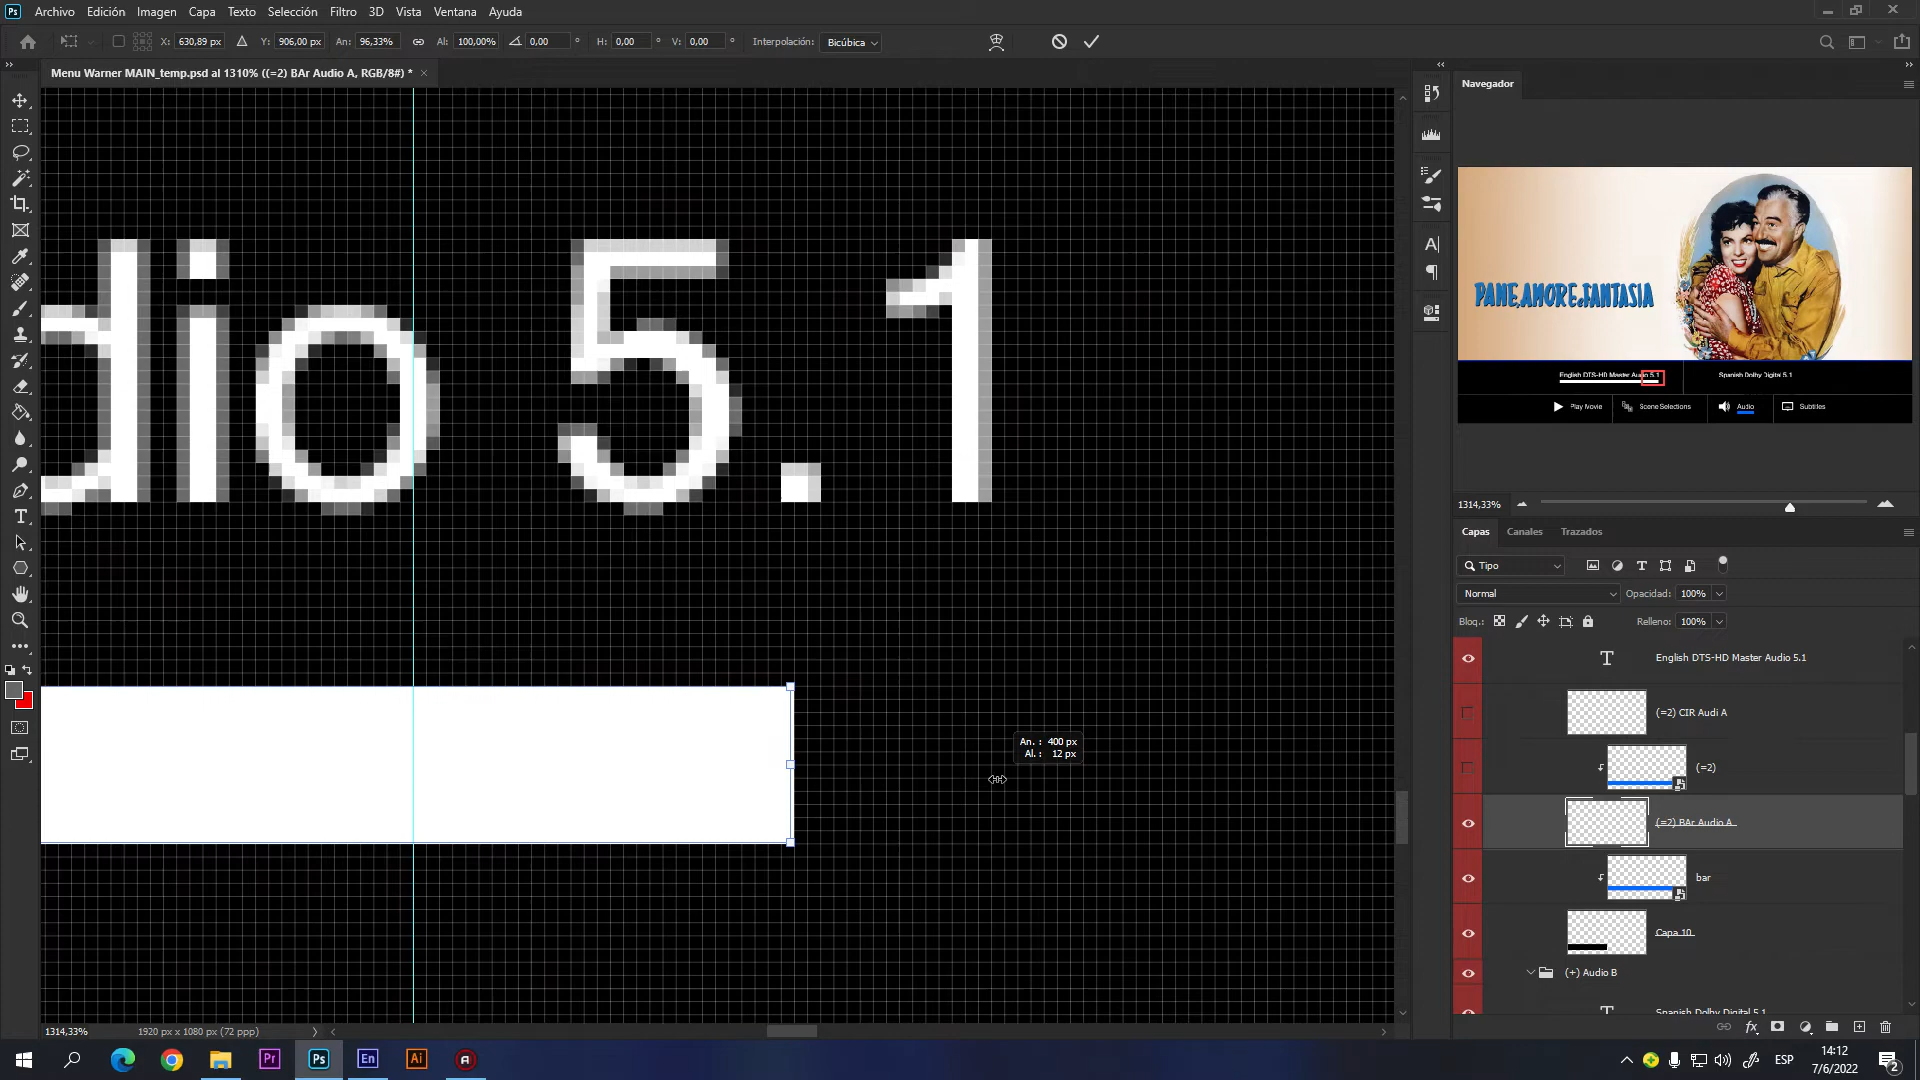 Ps Archivo Edición Imagen Capa Texto Selección Filtro 3D Vista Ventana Ayuda
X: 630,89 px Y: 906,00 px An: 96,33% Al: 100,00% 0,00 ° H: 0,00 ° V: 0,00 ° Interpolación: Bicúbica
Menu Warner MAIN_temp.psd al 1310% ((=2) BAr Audio A, RGB/8#) * ×
Navegador
dio 5.1
PANE, AMORE e FANTASIA
English DTS-HD Master Audio 5.1 Spanish Dolby Digital 5.1
Play Movie Scene Selections Audio Subtitles
1314,33%
Capas Canales Trazados
Tipo
Normal Opacidad: 100%
Bloq.: Relleno: 100%
English DTS-HD Master Audio 5.1
(=2) CIR Audi A
(=2)
(=2) BAr Audio A
bar
Capa 10
(+) Audio B
Spanish Dolby Digital 5.1
An. : 400 px
Al. : 12 px
1314,33% 1920 px x 1080 px (72 ppp)
Pr Ps En Ai
ESP
14:12
7/6/2022
2